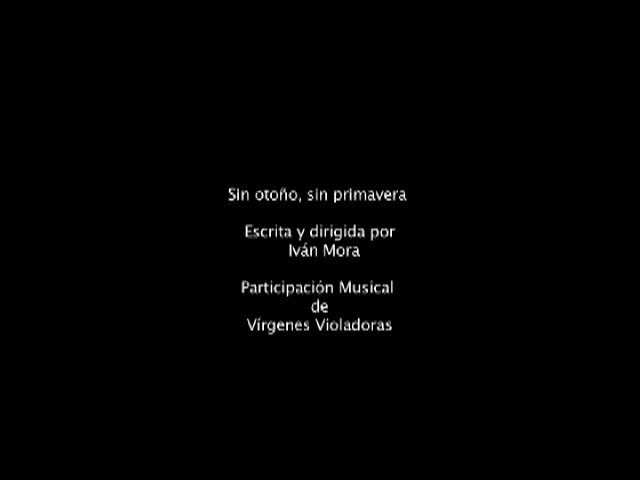 Sin otoño, sin primavera
Escrita y dirigida por
Iván Mora
Participación Musical
de
Vírgenes Violadoras